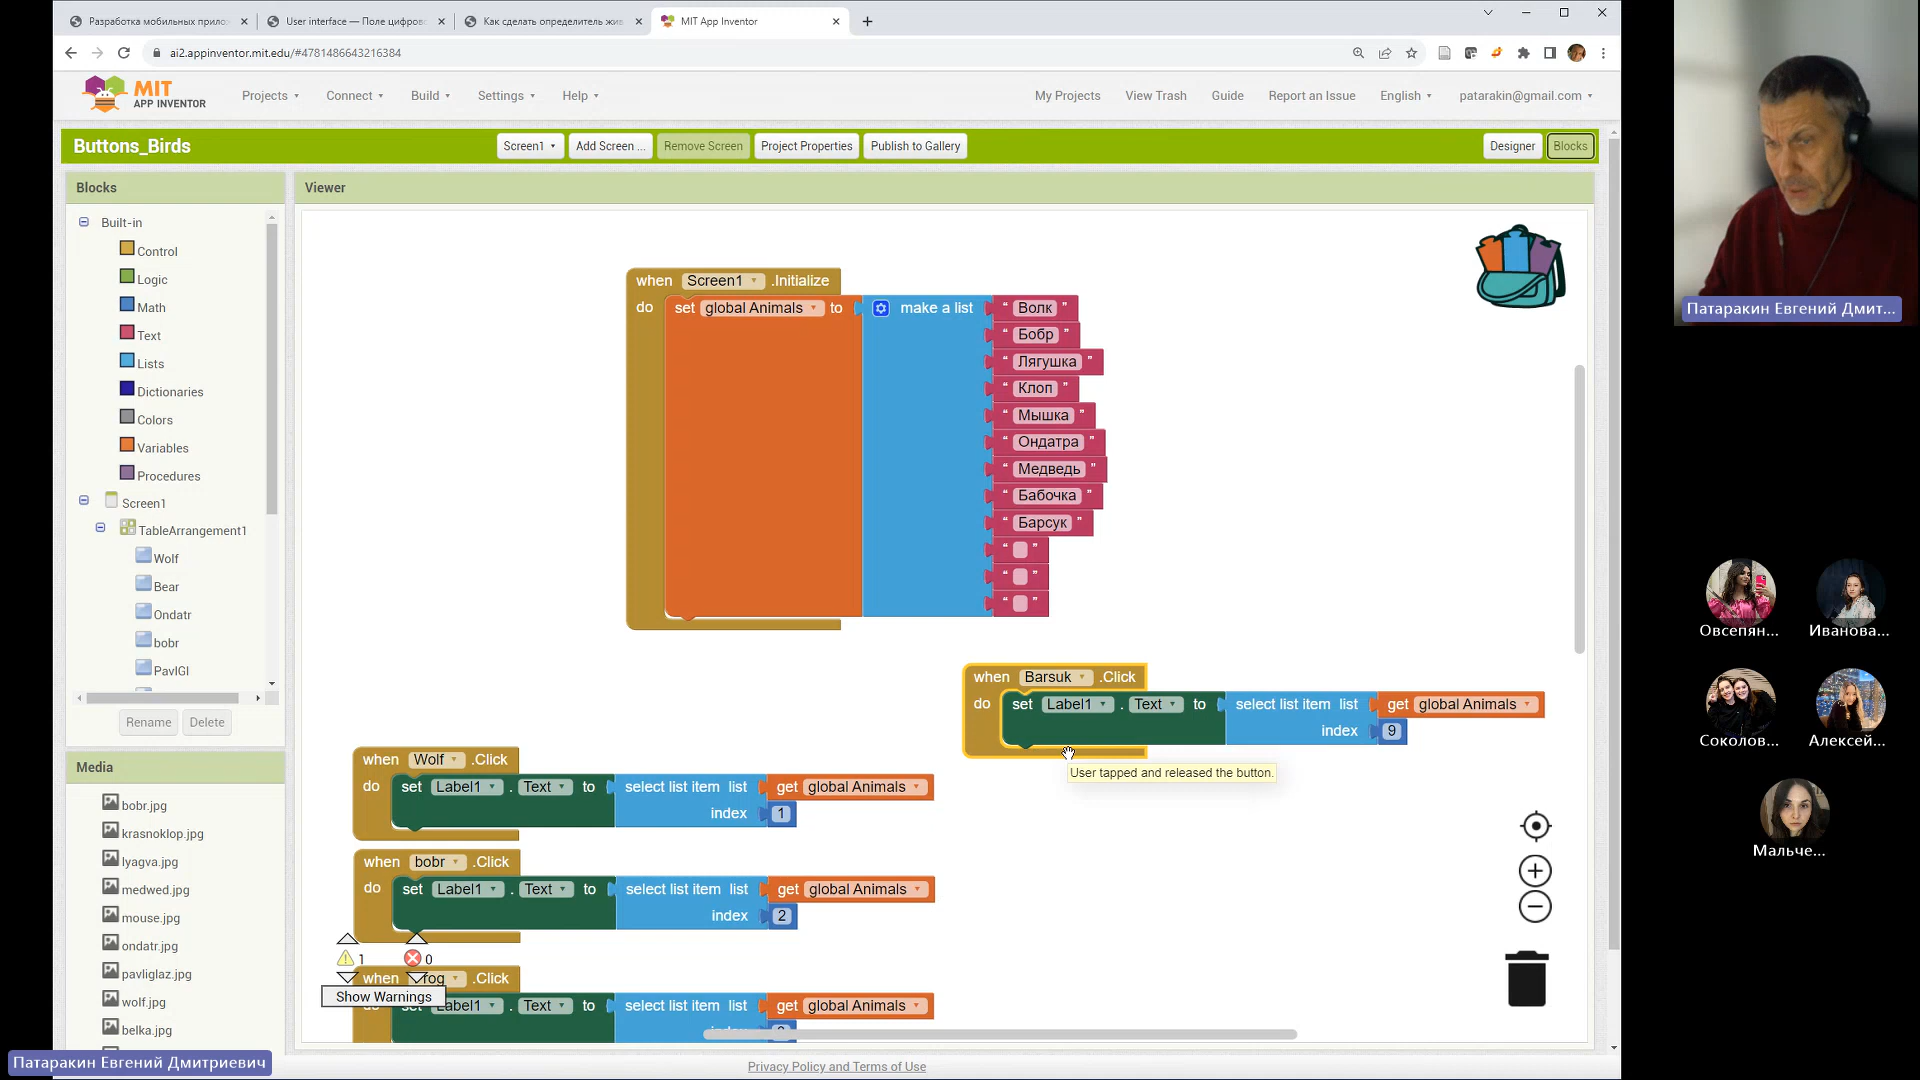 Разработка мобильных прило
User interface — Поле цифров
Как сделать определитель жив
MIT App Inventor
ai2.appinventor.mit.edu/#4781486643216384
MIT
APP INVENTOR
Projects
Connect
Build
Settings
Help
My Projects
View Trash
Guide
Report an Issue
English
patarakin@gmail.com
Buttons_Birds
Screen1
Add Screen ...
Remove Screen
Project Properties
Publish to Gallery
Designer
Blocks
Blocks
Viewer
Built-in
Control
Logic
Math
Text
Lists
Dictionaries
Colors
Variables
Procedures
Screen1
TableArrangement1
Wolf
Bear
Ondatr
bobr
PavlGl
Rename
Delete
Media
bobr.jpg
krasnoklop.jpg
lyagva.jpg
medwed.jpg
mouse.jpg
ondatr.jpg
pavliglaz.jpg
wolf.jpg
belka.jpg
when Screen1 .Initialize
do set global Animals to make a list " Волк "
" Бобр "
" Лягушка "
" Клоп "
" Мышка "
" Ондатра "
" Медведь "
" Бабочка "
" Барсук "
" "
" "
" "
when Barsuk .Click
do set Label1 . Text to select list item list get global Animals
index 9
User tapped and released the button.
when Wolf .Click
do set Label1 . Text to select list item list get global Animals
index 1
when bobr .Click
do set Label1 . Text to select list item list get global Animals
index 2
1
0
when .Click
Show Warnings
Label1 . Text to select list item list get global Animals
Privacy Policy and Terms of Use
Патаракин Евгений Дмит...
Овсепян...
Иванова...
Соколов...
Алексей...
Мальче...
Патаракин Евгений Дмитриевич